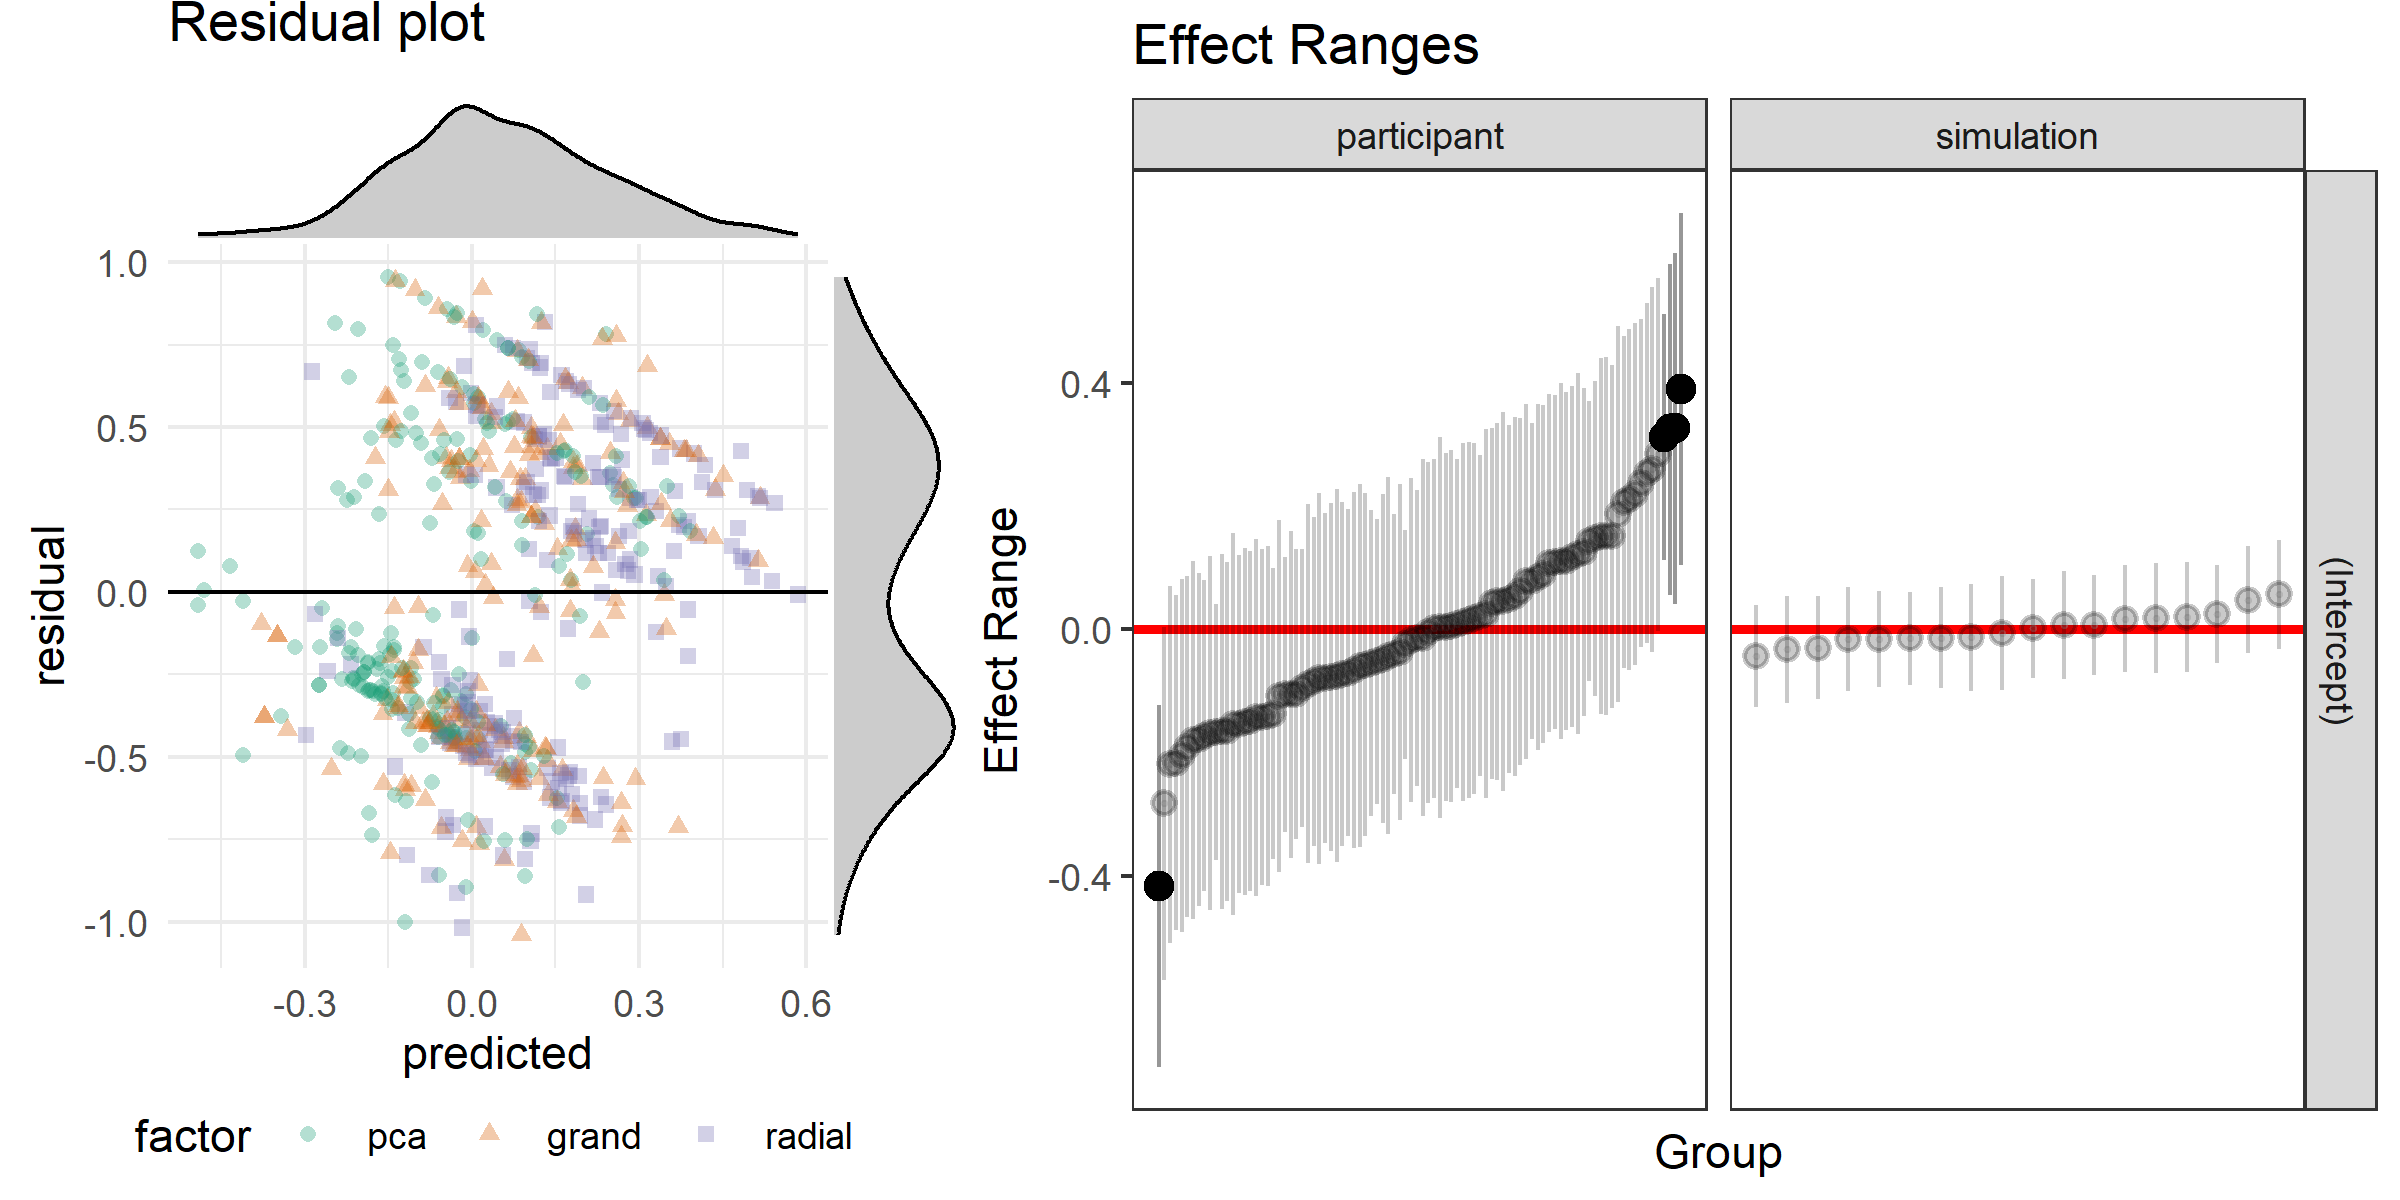 Residual plot
1.0
0.5
0.0
-0.5
-1.0
residual
-0.3 0.0 0.3 0.6
predicted
factor pca grand radial
Effect Ranges
participant simulation
0.4
0.0
-0.4
Effect Range
(Intercept)
Group